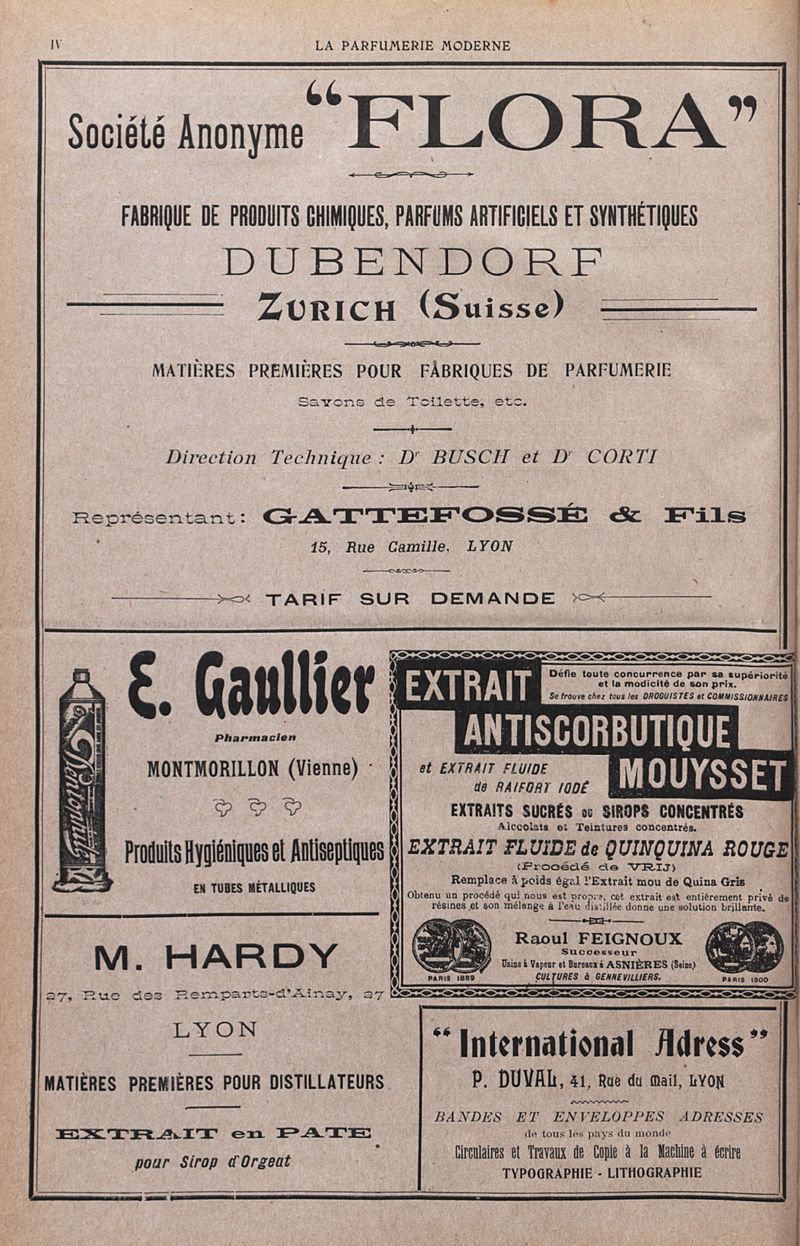 IV
LA PARFUMERIE MODERNE
Société Anonyme “FLORA”
FABRIQUE DE PRODUITS CHIMIQUES, PARFUMS ARTIFICIELS ET SYNTHÉTIQUES
DUBENDORF
ZURICH (Suisse)
MATIÈRES PREMIÈRES POUR FABRIQUES DE PARFUMERIE
Savons de Toilette, etc.
Direction Technique : Dr BUSCH et Dr CORTI
Représentant: GATTEFOSSÉ & Fils
15, Rue Camille, LYON
TARIF SUR DEMANDE
E. Gaullier
Pharmacien
MONTMORILLON (Vienne)
Produits Hygiéniques et Antiseptiques
EN TUBES MÉTALLIQUES
EXTRAIT
Défie toute concurrence par sa supériorité
et la modicité de son prix.
Se trouve chez tous les DROGUISTES et COMMISSIONNAIRES
ANTISCORBUTIQUE
et EXTRAIT FLUIDE
de RAIFORT IODÉ
MOUYSSET
EXTRAITS SUCRÉS ou SIROPS CONCENTRÉS
Alcoolats et Teintures concentrés.
EXTRAIT FLUIDE de QUINQUINA ROUGE
(Procédé de VRIJ)
Remplace à poids égal l'Extrait mou de Quina Gris
Obtenu un procédé qui nous est propre, cet extrait est entièrement privé de
résines et son mélange à l'eau distillée donne une solution brillante.
Raoul FEIGNOUX
Successeur
Usine à Vapeur et Bureaux à ASNIÈRES (Seine)
CULTURES à GENNEVILLIERS.
PARIS 1889
PARIS 1900
M. HARDY
27, Rue des Remparts-d'Ainay, 27
LYON
MATIÈRES PREMIÈRES POUR DISTILLATEURS
EXTRAIT en PATE
pour Sirop d'Orgeat
“International Adress”
P. DUVAL, 41, Rue du Mail, LYON
BANDES ET ENVELOPPES ADRESSES
de tous les pays du monde
Circulaires et Travaux de Copie à la Machine à écrire
TYPOGRAPHIE - LITHOGRAPHIE